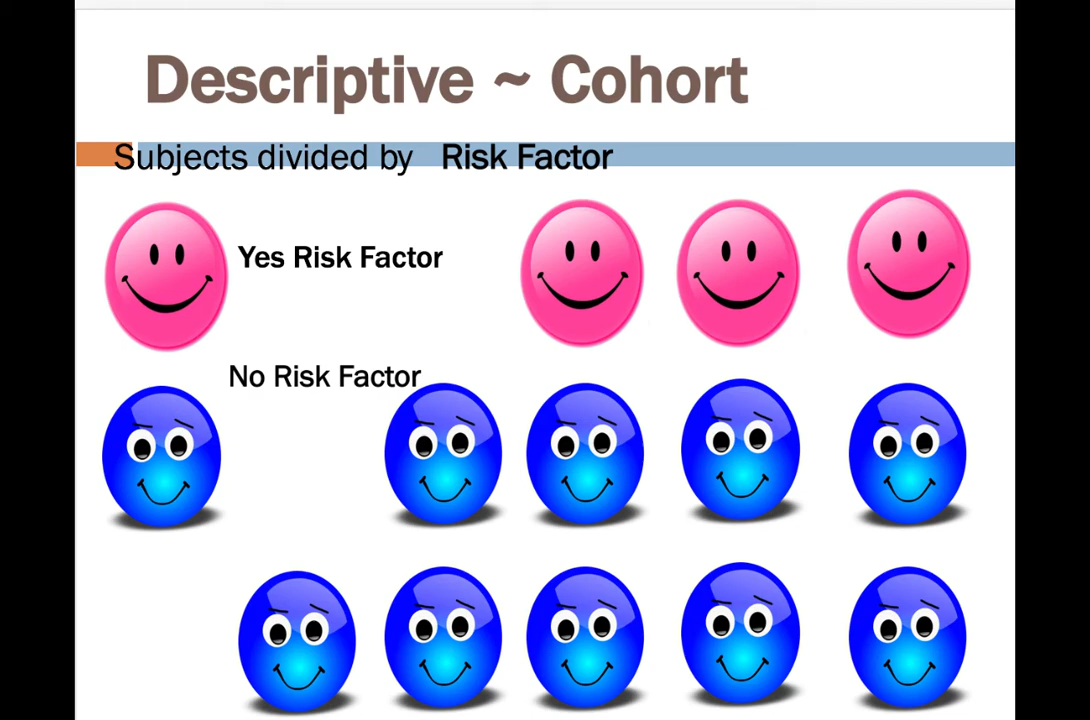 Descriptive ~ Cohort
Subjects divided by Risk Factor
Yes Risk Factor
No Risk Factor